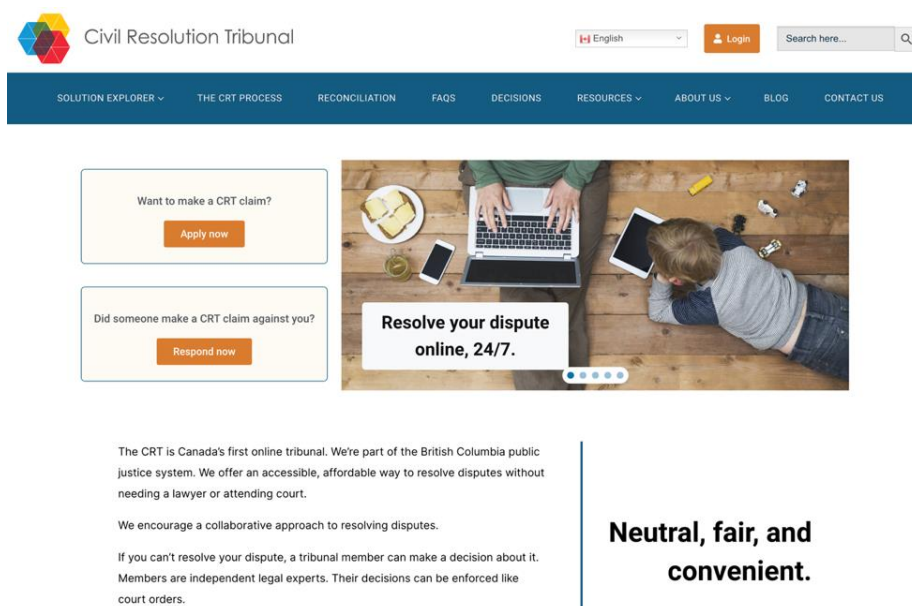 Civil Resolution Tribunal
English
Login
Search here...
SOLUTION EXPLORER
THE CRT PROCESS
RECONCILIATION
FAQS
DECISIONS
RESOURCES
ABOUT US
BLOG
CONTACT US
Want to make a CRT claim?
Apply now
Did someone make a CRT claim against you?
Respond now
Resolve your dispute
online, 24/7.
The CRT is Canada's first online tribunal. We're part of the British Columbia public
justice system. We offer an accessible, affordable way to resolve disputes without
needing a lawyer or attending court.
We encourage a collaborative approach to resolving disputes.
If you can't resolve your dispute, a tribunal member can make a decision about it.
Members are independent legal experts. Their decisions can be enforced like
court orders.
Neutral, fair, and
convenient.